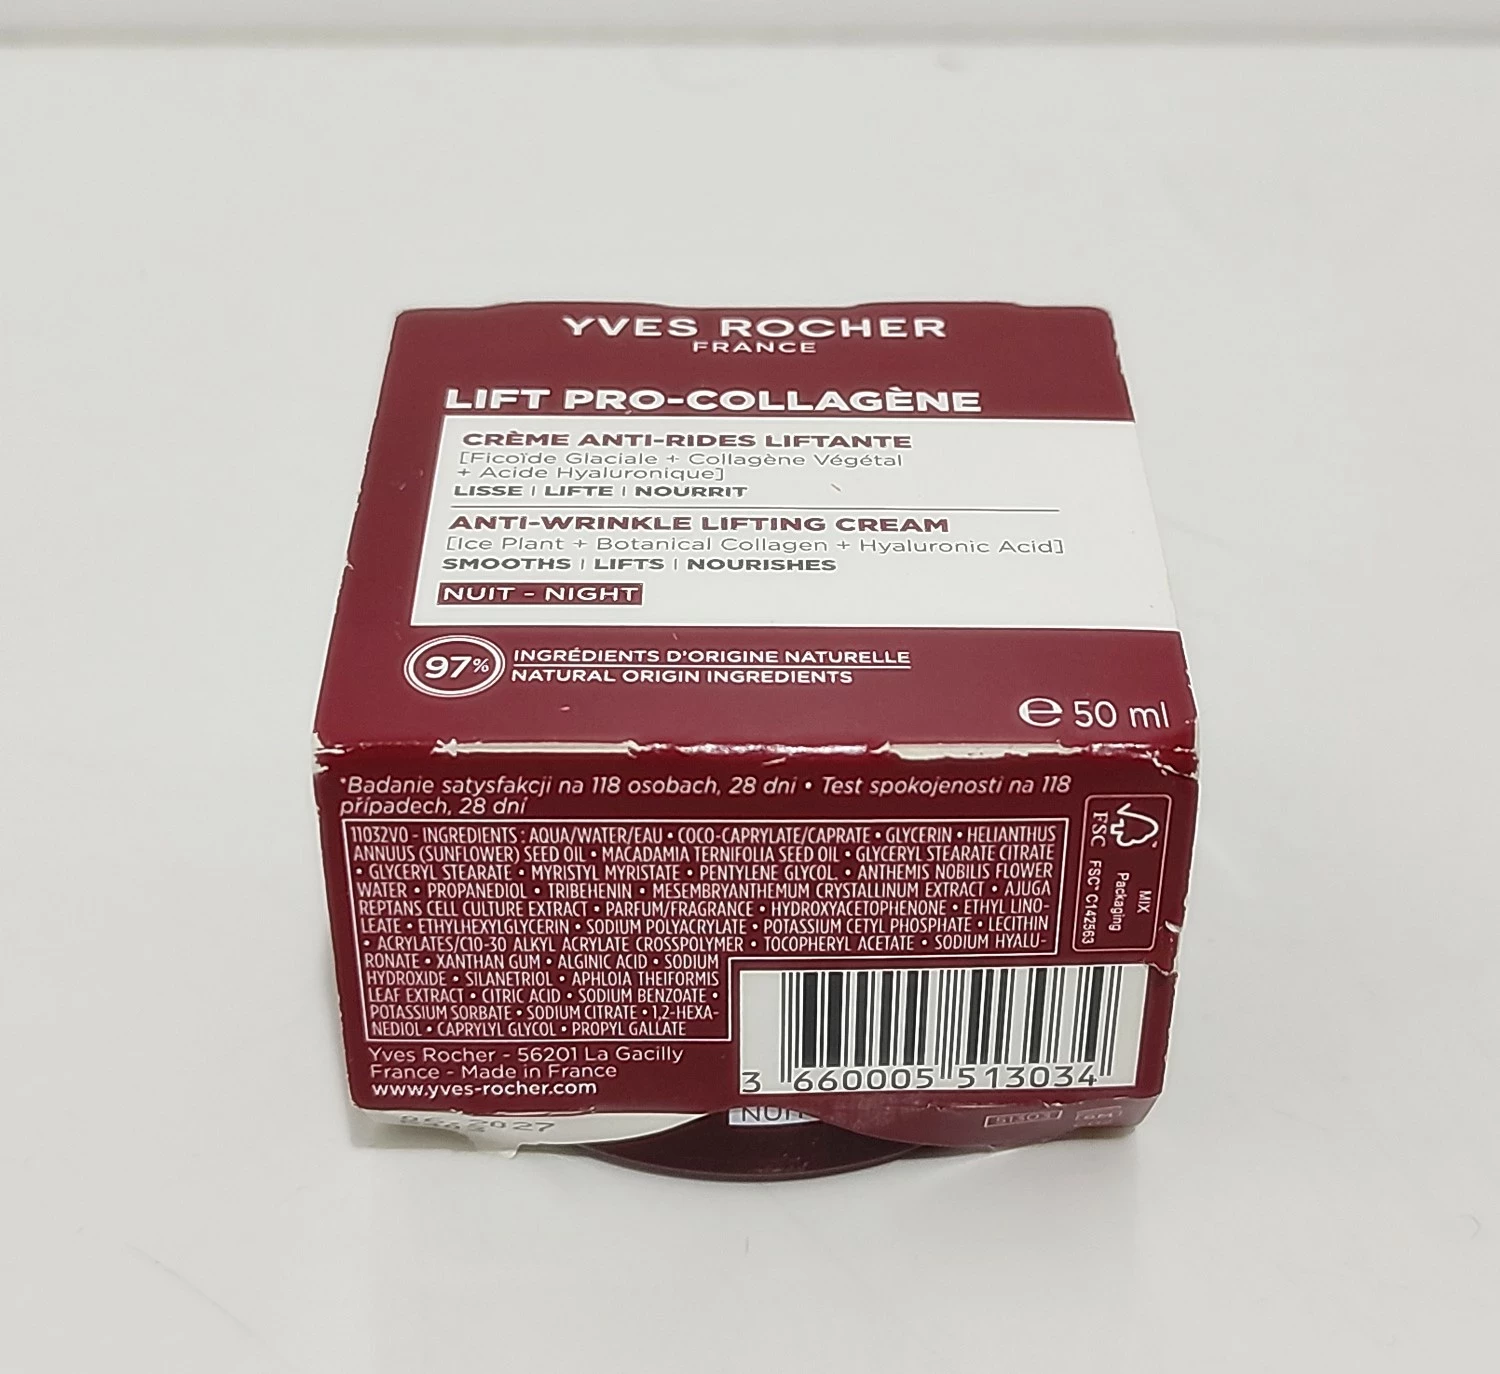 YVES ROCHER
FRANCE
LIFT PRO-COLLAGÈNE
CRÈME ANTI-RIDES LIFTANTE
[Ficoïde Glaciale + Collagène Végétal
+ Acide Hyaluronique]
LISSE | LIFTE | NOURRIT
ANTI-WRINKLE LIFTING CREAM
[Ice Plant + Botanical Collagen + Hyaluronic Acid]
SMOOTHS | LIFTS | NOURISHES
NUIT - NIGHT
97% INGRÉDIENTS D'ORIGINE NATURELLE
NATURAL ORIGIN INGREDIENTS
℮ 50 ml
*Badanie satysfakcji na 118 osobach, 28 dni • Test spokojenosti na 118
případech, 28 dní
11032V0 - INGREDIENTS : AQUA/WATER/EAU • COCO-CAPRYLATE/CAPRATE • GLYCERIN • HELIANTHUS
ANNUUS (SUNFLOWER) SEED OIL • MACADAMIA TERNIFOLIA SEED OIL • GLYCERYL STEARATE CITRATE
• GLYCERYL STEARATE • MYRISTYL MYRISTATE • PENTYLENE GLYCOL • ANTHEMIS NOBILIS FLOWER
WATER • PROPANEDIOL • TRIBEHENIN • MESEMBRYANTHEMUM CRYSTALLINUM EXTRACT • AJUGA
REPTANS CELL CULTURE EXTRACT • PARFUM/FRAGRANCE • HYDROXYACETOPHENONE • ETHYL LINO-
LEATE • ETHYLHEXYLGLYCERIN • SODIUM POLYACRYLATE • POTASSIUM CETYL PHOSPHATE • LECITHIN
• ACRYLATES/C10-30 ALKYL ACRYLATE CROSSPOLYMER • TOCOPHERYL ACETATE • SODIUM HYALU-
RONATE • XANTHAN GUM • ALGINIC ACID • SODIUM
HYDROXIDE • SILANETRIOL • APHLOIA THEIFORMIS
LEAF EXTRACT • CITRIC ACID • SODIUM BENZOATE •
POTASSIUM SORBATE • SODIUM CITRATE • 1,2-HEXA-
NEDIOL • CAPRYLYL GLYCOL • PROPYL GALLATE
Yves Rocher - 56201 La Gacilly
France - Made in France
www.yves-rocher.com
FSC
MIX
Packaging
FSC® C142563
3 660005 513034
2027
51303 6M